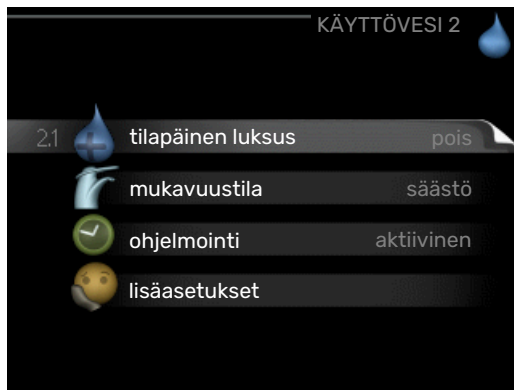 KÄYTTÖVESI 2
2.1 tilapäinen luksus pois
mukavuustila säästö
ohjelmointi aktiivinen
lisäasetukset